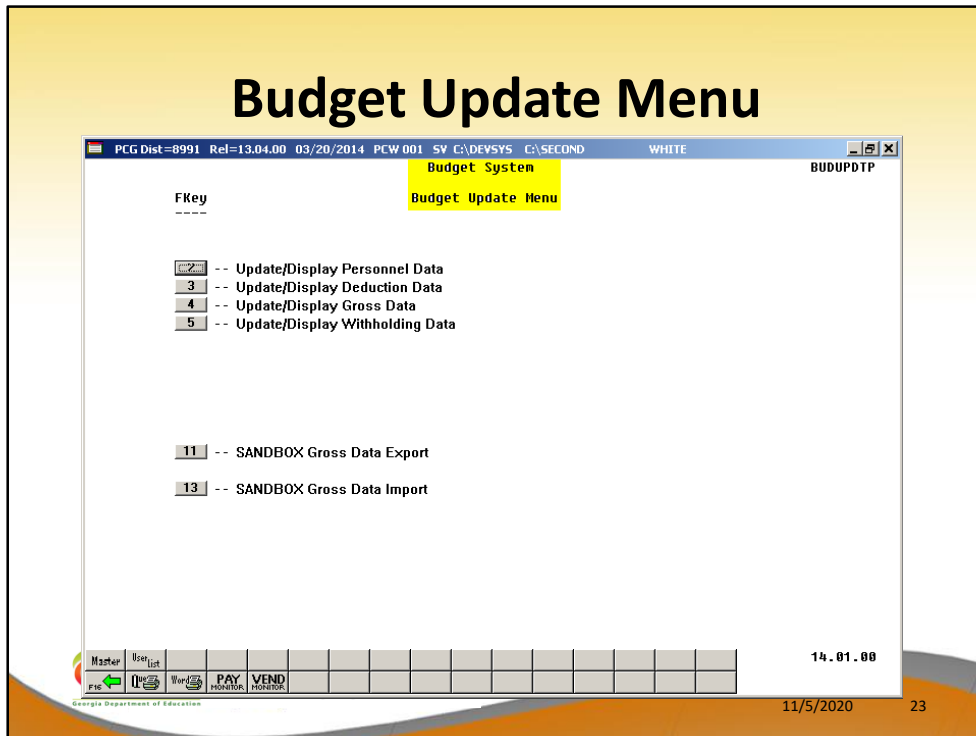 Budget Update Menu
PCG Dist=8991 Rel=13.04.00 03/20/2014 PCW 001 SV C:\DEVSYS C:\SECOND WHITE
Budget System BUDUPDTP
FKey Budget Update Menu
----
2 -- Update/Display Personnel Data
3 -- Update/Display Deduction Data
4 -- Update/Display Gross Data
5 -- Update/Display Withholding Data
11 -- SANDBOX Gross Data Export
13 -- SANDBOX Gross Data Import
Master User list 14.01.00
F16 Que Word PAY MONITOR VEND MONITOR
Georgia Department of Education 11/5/2020 23